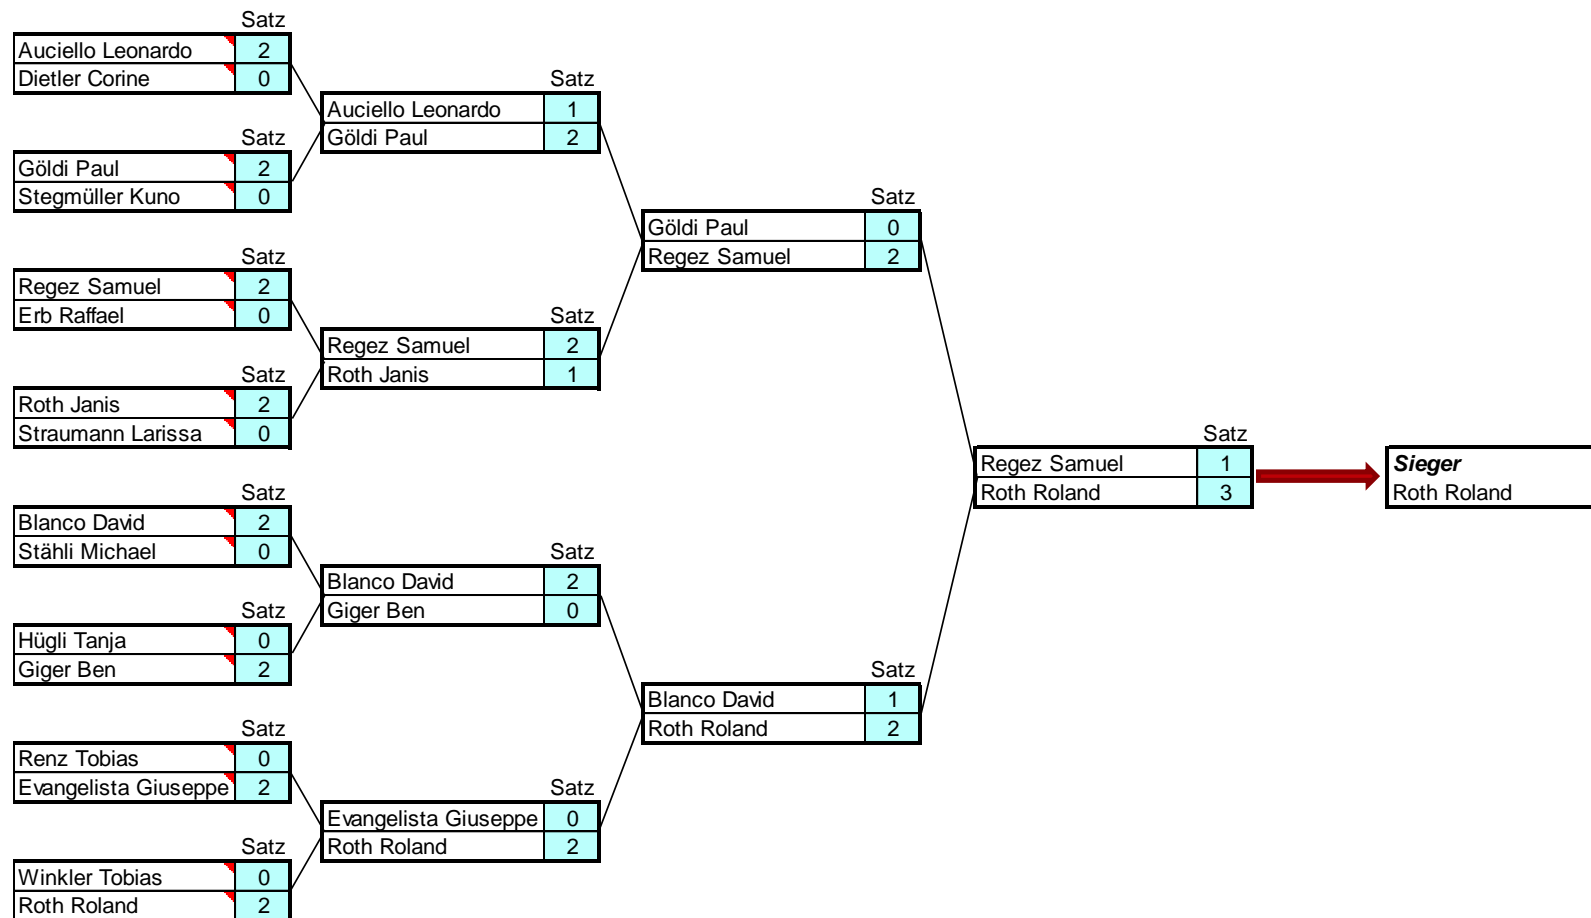 Satz
Auciello Leonardo 2
Dietler Corine 0
Satz
Göldi Paul 2
Stegmüller Kuno 0
Satz
Regez Samuel 2
Erb Raffael 0
Satz
Roth Janis 2
Straumann Larissa 0
Satz
Blanco David 2
Stähli Michael 0
Satz
Hügli Tanja 0
Giger Ben 2
Satz
Renz Tobias 0
Evangelista Giuseppe 2
Satz
Winkler Tobias 0
Roth Roland 2
Satz
Auciello Leonardo 1
Göldi Paul 2
Satz
Regez Samuel 2
Roth Janis 1
Satz
Blanco David 2
Giger Ben 0
Satz
Evangelista Giuseppe 0
Roth Roland 2
Satz
Göldi Paul 0
Regez Samuel 2
Satz
Blanco David 1
Roth Roland 2
Satz
Regez Samuel 1
Roth Roland 3
Sieger
Roth Roland